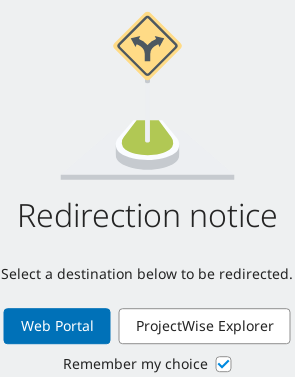 Redirection notice
Select a destination below to be redirected.
Web Portal
ProjectWise Explorer
Remember my choice